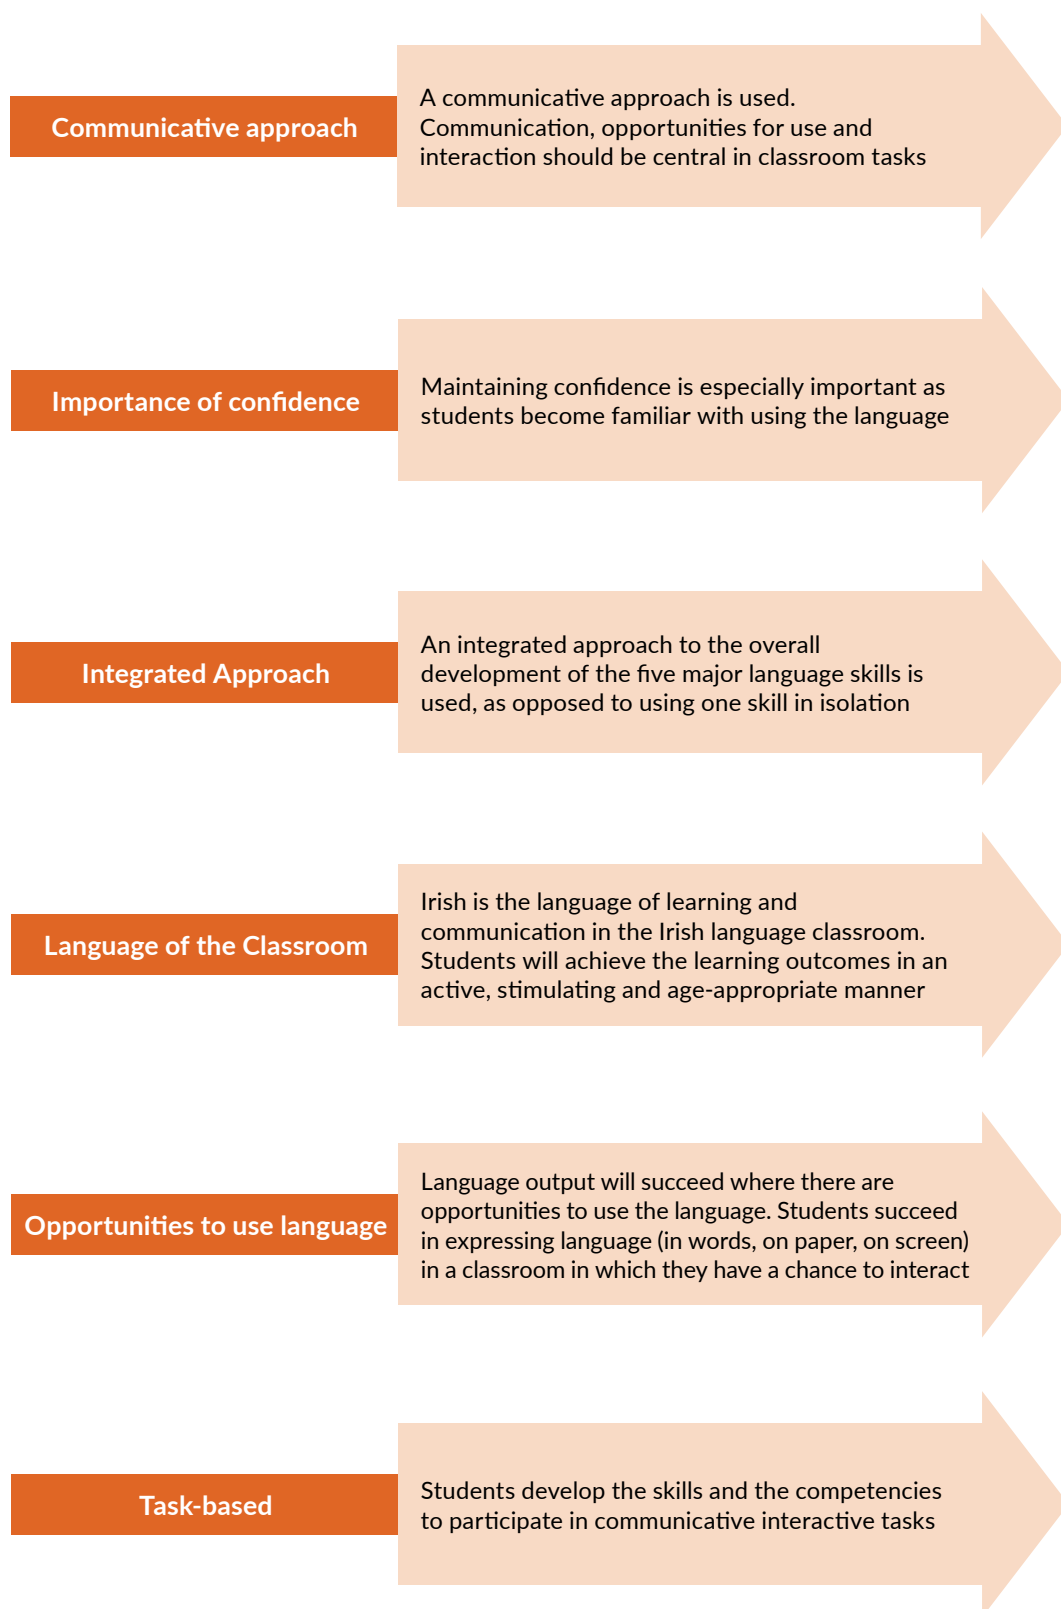 Communicative approach
A communicative approach is used.
Communication, opportunities for use and
interaction should be central in classroom tasks
Importance of confidence
Maintaining confidence is especially important as
students become familiar with using the language
Integrated Approach
An integrated approach to the overall
development of the five major language skills is
used, as opposed to using one skill in isolation
Language of the Classroom
Irish is the language of learning and
communication in the Irish language classroom.
Students will achieve the learning outcomes in an
active, stimulating and age-appropriate manner
Opportunities to use language
Language output will succeed where there are
opportunities to use the language. Students succeed
in expressing language (in words, on paper, on screen)
in a classroom in which they have a chance to interact
Task-based
Students develop the skills and the competencies
to participate in communicative interactive tasks